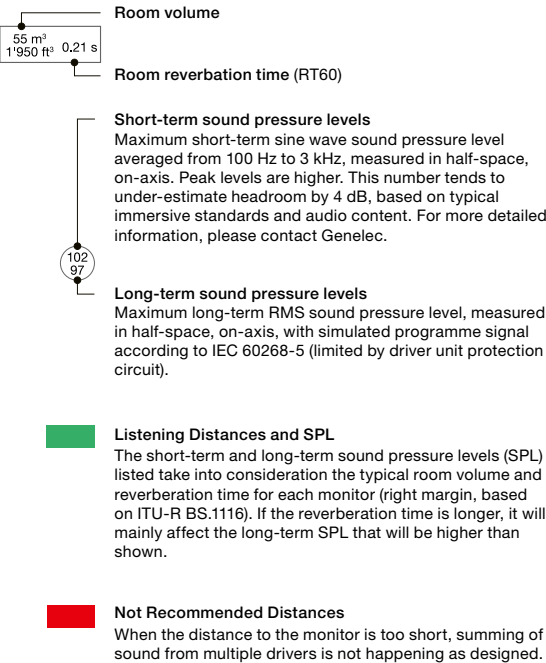 Room volume
55 m³
1'950 ft³ 0.21 s
Room reverbation time (RT60)
Short-term sound pressure levels
Maximum short-term sine wave sound pressure level
averaged from 100 Hz to 3 kHz, measured in half-space,
on-axis. Peak levels are higher. This number tends to
under-estimate headroom by 4 dB, based on typical
immersive standards and audio content. For more detailed
information, please contact Genelec.
102
97
Long-term sound pressure levels
Maximum long-term RMS sound pressure level, measured
in half-space, on-axis, with simulated programme signal
according to IEC 60268-5 (limited by driver unit protection
circuit).
Listening Distances and SPL
The short-term and long-term sound pressure levels (SPL)
listed take into consideration the typical room volume and
reverberation time for each monitor (right margin, based
on ITU-R BS.1116). If the reverberation time is longer, it will
mainly affect the long-term SPL that will be higher than
shown.
Not Recommended Distances
When the distance to the monitor is too short, summing of
sound from multiple drivers is not happening as designed.